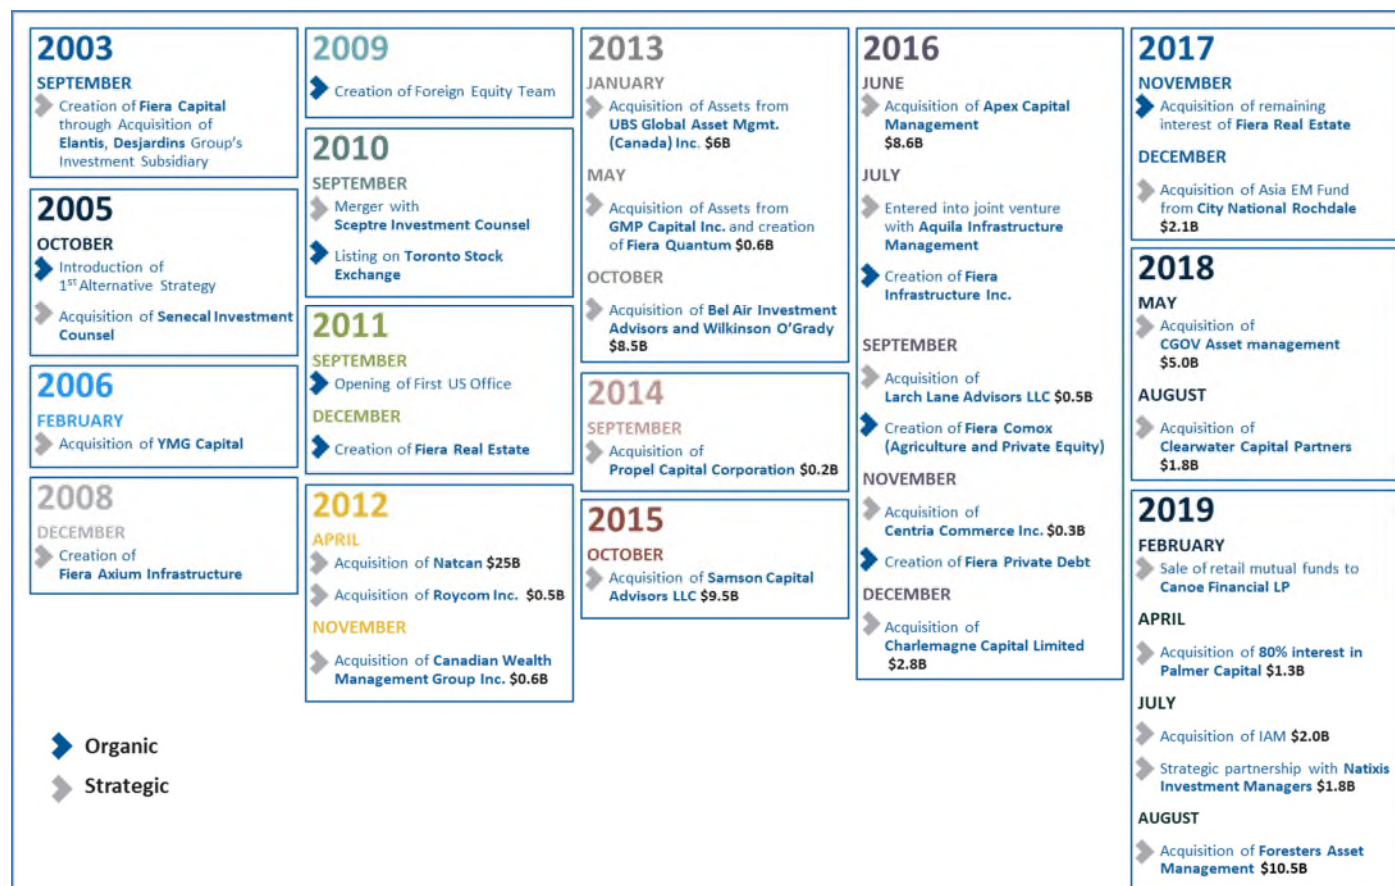 2003
SEPTEMBER
Creation of Fiera Capital
through Acquisition of
Elantis, Desjardins Group's
Investment Subsidiary
2005
OCTOBER
Introduction of
1ST Alternative Strategy
Acquisition of Senecal Investment
Counsel
2006
FEBRUARY
Acquisition of YMG Capital
2008
DECEMBER
Creation of
Fiera Axium Infrastructure
2009
Creation of Foreign Equity Team
2010
SEPTEMBER
Merger with
Sceptre Investment Counsel
Listing on Toronto Stock
Exchange
2011
SEPTEMBER
Opening of First US Office
DECEMBER
Creation of Fiera Real Estate
2012
APRIL
Acquisition of Natcan $25B
Acquisition of Roycom Inc. $0.5B
NOVEMBER
Acquisition of Canadian Wealth
Management Group Inc. $0.6B
2013
JANUARY
Acquisition of Assets from
UBS Global Asset Mgmt.
(Canada) Inc. $6B
MAY
Acquisition of Assets from
GMP Capital Inc. and creation
of Fiera Quantum $0.6B
OCTOBER
Acquisition of Bel Air Investment
Advisors and Wilkinson O'Grady
$8.5B
2014
SEPTEMBER
Acquisition of
Propel Capital Corporation $0.2B
2015
OCTOBER
Acquisition of Samson Capital
Advisors LLC $9.5B
2016
JUNE
Acquisition of Apex Capital
Management
$8.6B
JULY
Entered into joint venture
with Aquila Infrastructure
Management
Creation of Fiera
Infrastructure Inc.
SEPTEMBER
Acquisition of
Larch Lane Advisors LLC $0.5B
Creation of Fiera Comox
(Agriculture and Private Equity)
NOVEMBER
Acquisition of
Centria Commerce Inc. $0.3B
Creation of Fiera Private Debt
DECEMBER
Acquisition of
Charlemagne Capital Limited
$2.8B
2017
NOVEMBER
Acquisition of remaining
interest of Fiera Real Estate
DECEMBER
Acquisition of Asia EM Fund
from City National Rochdale
$2.1B
2018
MAY
Acquisition of
CGOV Asset management
$5.0B
AUGUST
Acquisition of
Clearwater Capital Partners
$1.8B
2019
FEBRUARY
Sale of retail mutual funds to
Canoe Financial LP
APRIL
Acquisition of 80% interest in
Palmer Capital $1.3B
JULY
Acquisition of IAM $2.0B
Strategic partnership with Natixis
Investment Managers $1.8B
AUGUST
Acquisition of Foresters Asset
Management $10.5B
Organic
Strategic